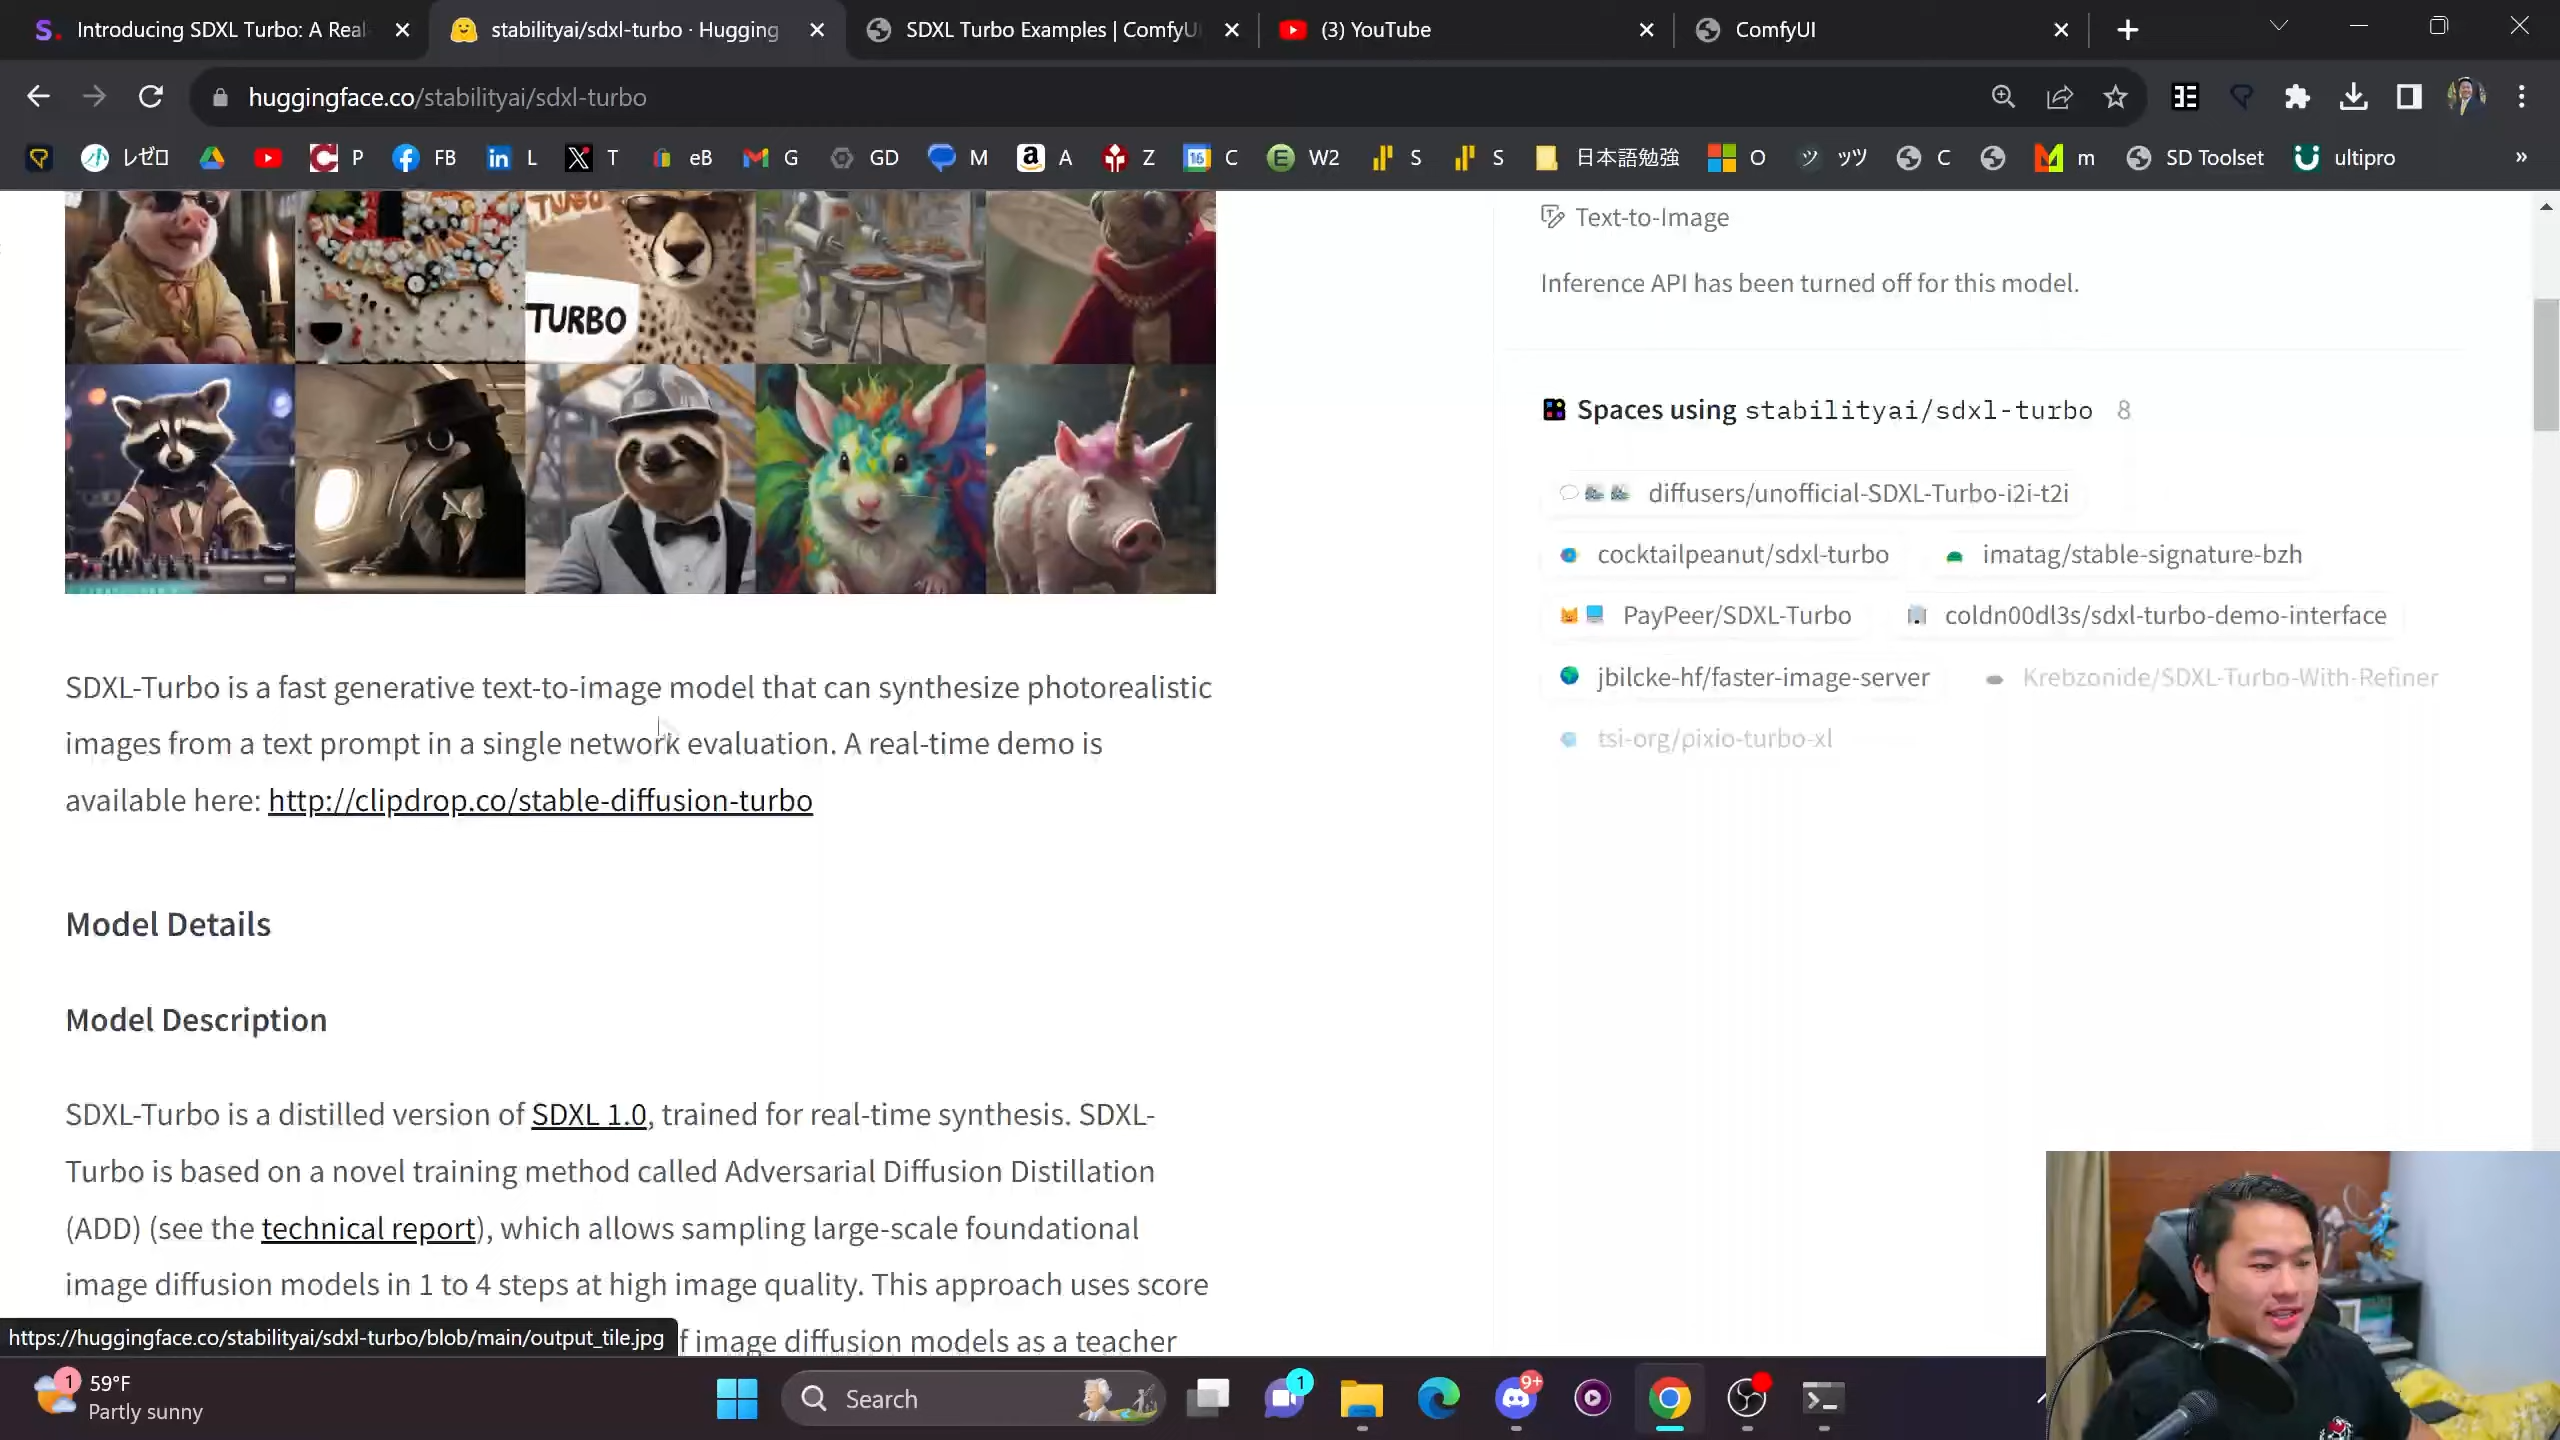 Introducing SDXL Turbo: A Real
stabilityai/sdxl-turbo · Hugging
SDXL Turbo Examples | ComfyU
(3) YouTube
ComfyUI
huggingface.co/stabilityai/sdxl-turbo
レゼロ
P
FB
L
T
eB
G
GD
M
A
Z
C
W2
S
S
日本語勉強
O
ッヅ
C
m
SD Toolset
ultipro
»
TURBO
TURBO
Text-to-Image
Inference API has been turned off for this model.
Spaces using stabilityai/sdxl-turbo 8
diffusers/unofficial-SDXL-Turbo-i2i-t2i
cocktailpeanut/sdxl-turbo imatag/stable-signature-bzh
PayPeer/SDXL-Turbo coldn00dl3s/sdxl-turbo-demo-interface
jbilcke-hf/faster-image-server Krebzonide/SDXL-Turbo-With-Refiner
tsi-org/pixio-turbo-xl
SDXL-Turbo is a fast generative text-to-image model that can synthesize photorealistic
images from a text prompt in a single network evaluation. A real-time demo is
available here: http://clipdrop.co/stable-diffusion-turbo
Model Details
Model Description
SDXL-Turbo is a distilled version of SDXL 1.0, trained for real-time synthesis. SDXL-
Turbo is based on a novel training method called Adversarial Diffusion Distillation
(ADD) (see the technical report), which allows sampling large-scale foundational
image diffusion models in 1 to 4 steps at high image quality. This approach uses score
f image diffusion models as a teacher
https://huggingface.co/stabilityai/sdxl-turbo/blob/main/output_tile.jpg
1
59°F
Partly sunny
Search
1
9+